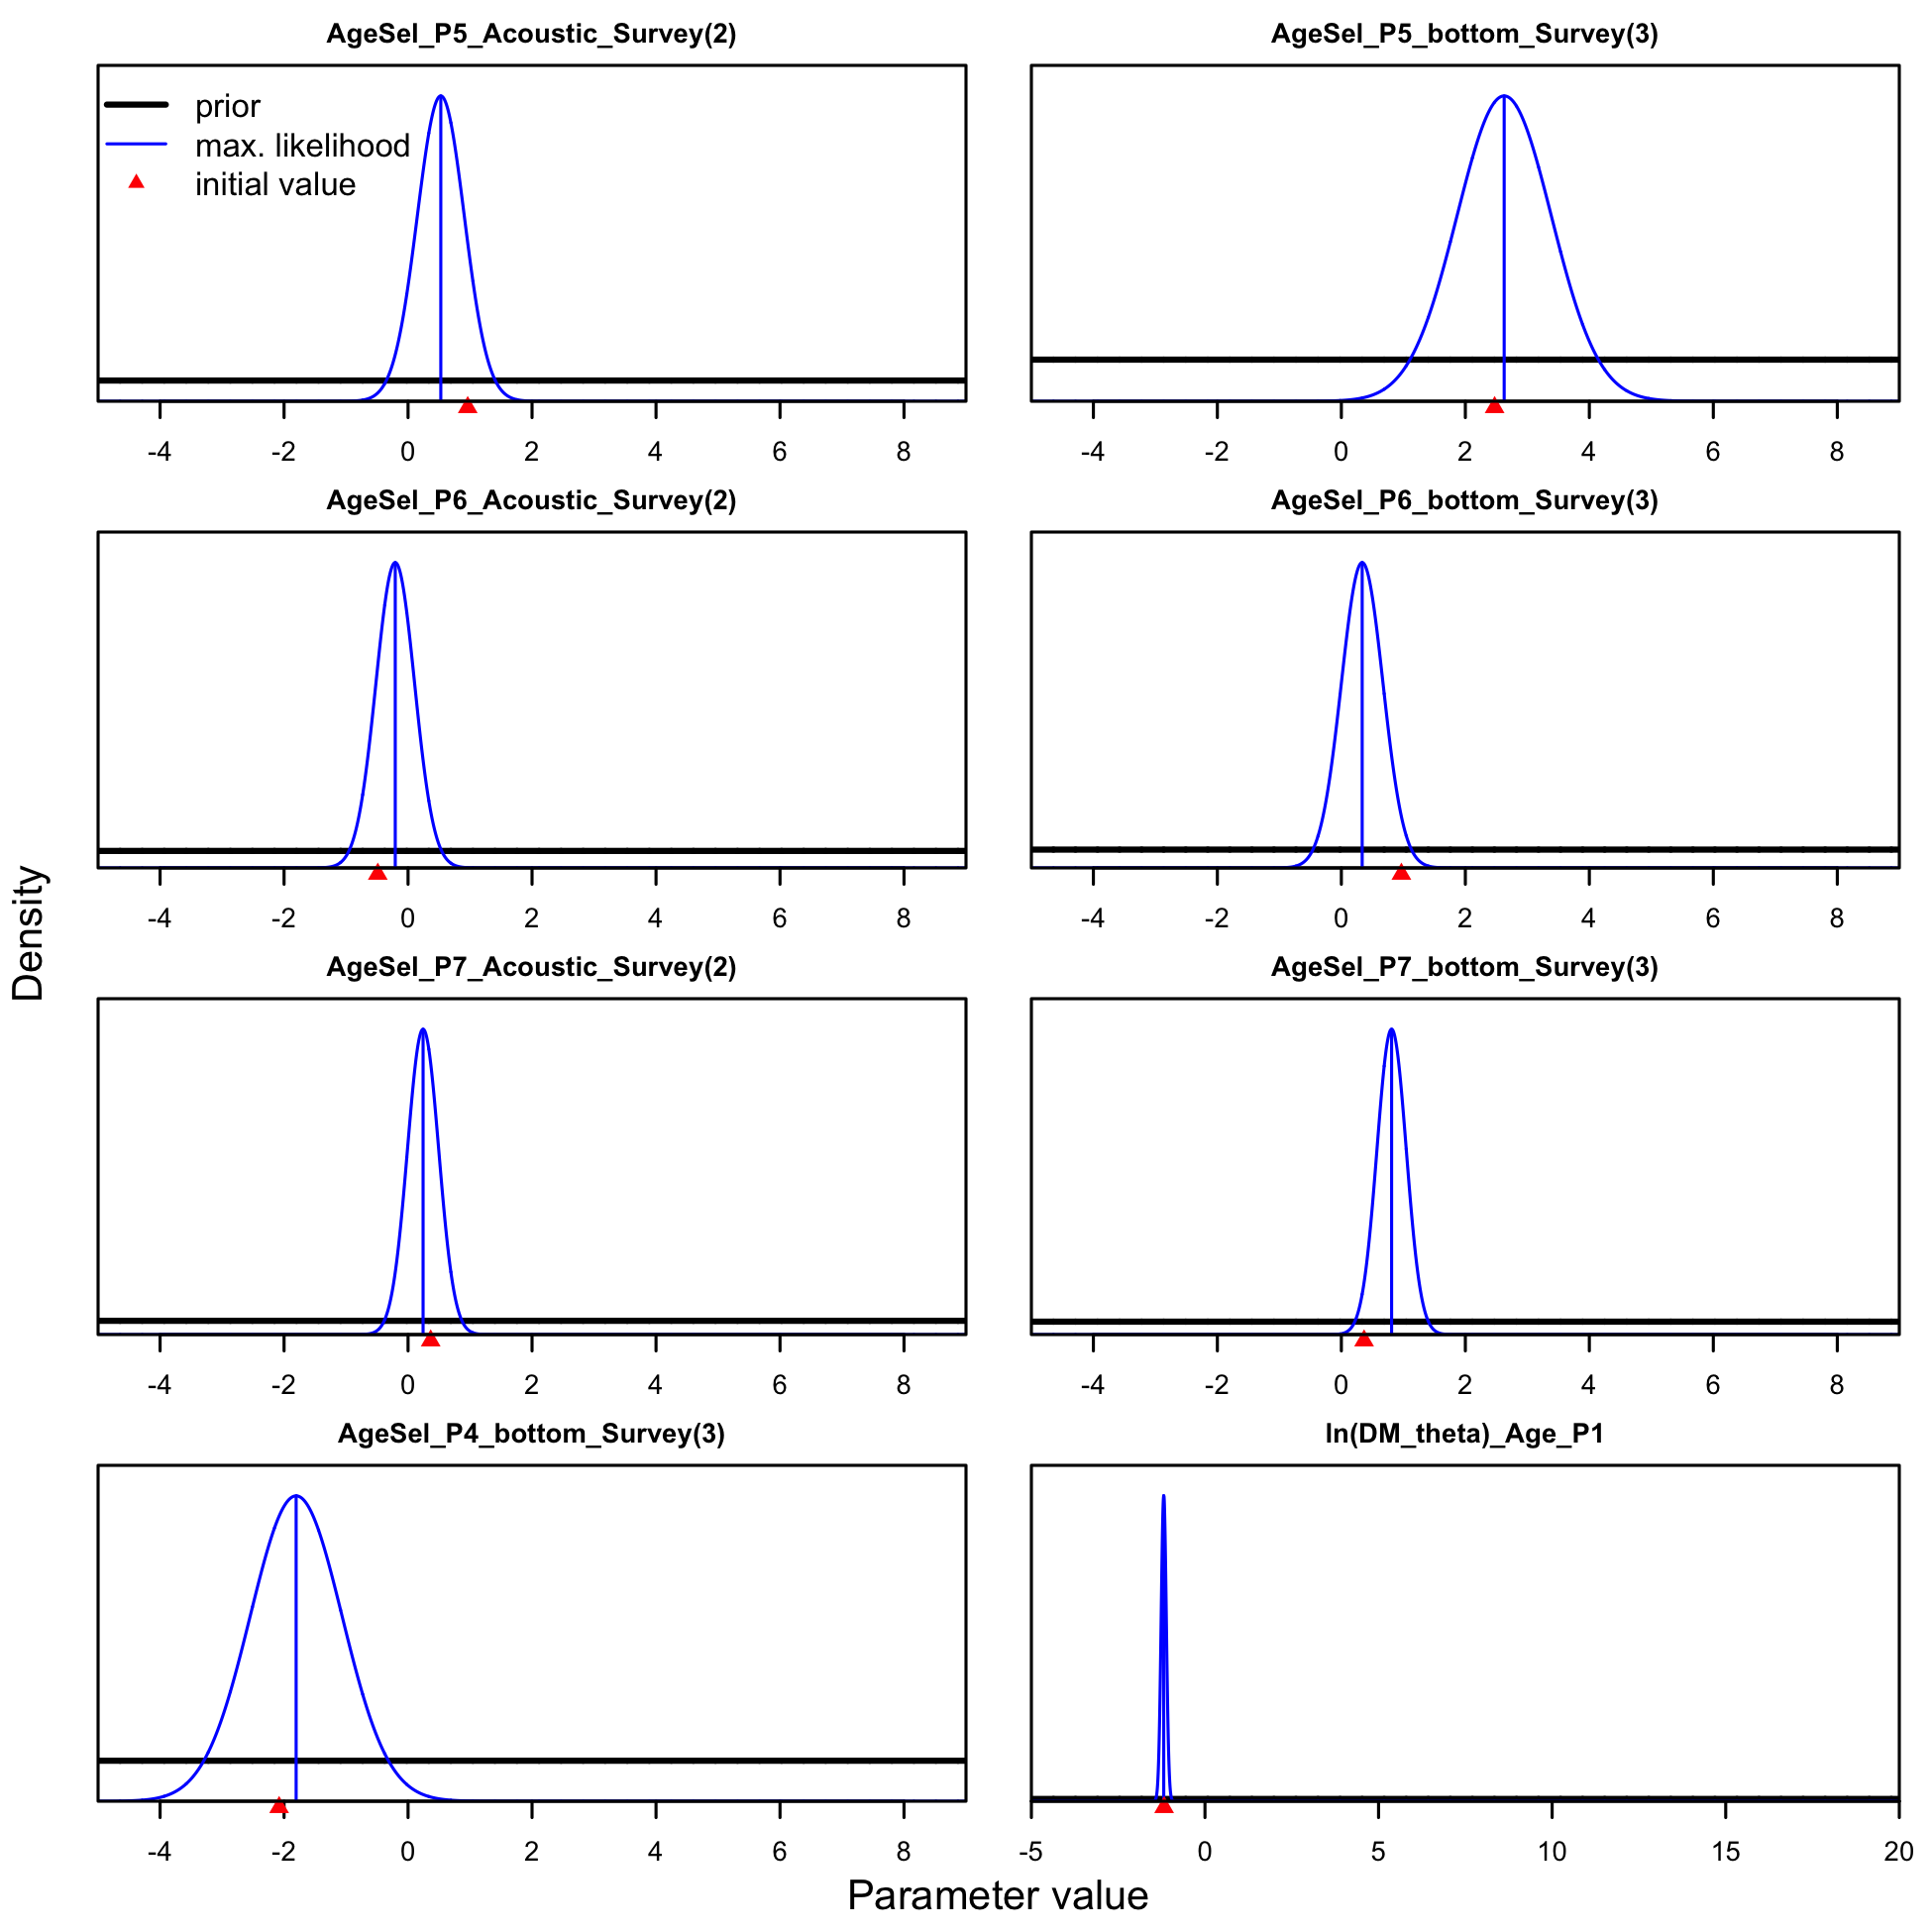 AgeSel_P5_Acoustic_Survey(2)
prior
max. likelihood
initial value
-4 -2 0 2 4 6 8
AgeSel_P5_bottom_Survey(3)
-4 -2 0 2 4 6 8
AgeSel_P6_Acoustic_Survey(2)
-4 -2 0 2 4 6 8
AgeSel_P6_bottom_Survey(3)
-4 -2 0 2 4 6 8
AgeSel_P7_Acoustic_Survey(2)
-4 -2 0 2 4 6 8
AgeSel_P7_bottom_Survey(3)
-4 -2 0 2 4 6 8
AgeSel_P4_bottom_Survey(3)
-4 -2 0 2 4 6 8
ln(DM_theta)_Age_P1
-5 0 5 10 15 20
Density
Parameter value